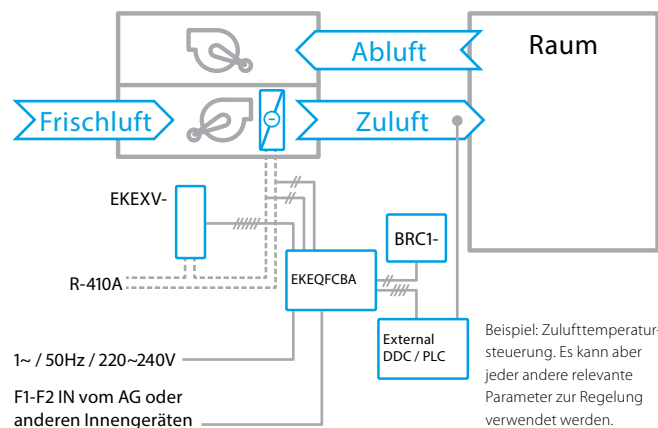 Abluft
Raum
Frischluft
Zuluft
EKEXV-
BRC1-
R-410A
EKEQFCBA
External
DDC / PLC
Beispiel: Zulufttemperatur-
steuerung. Es kann aber
jeder andere relevante
Parameter zur Regelung
verwendet werden.
1~ / 50Hz / 220~240V
F1-F2 IN vom AG oder
anderen Innengeräten